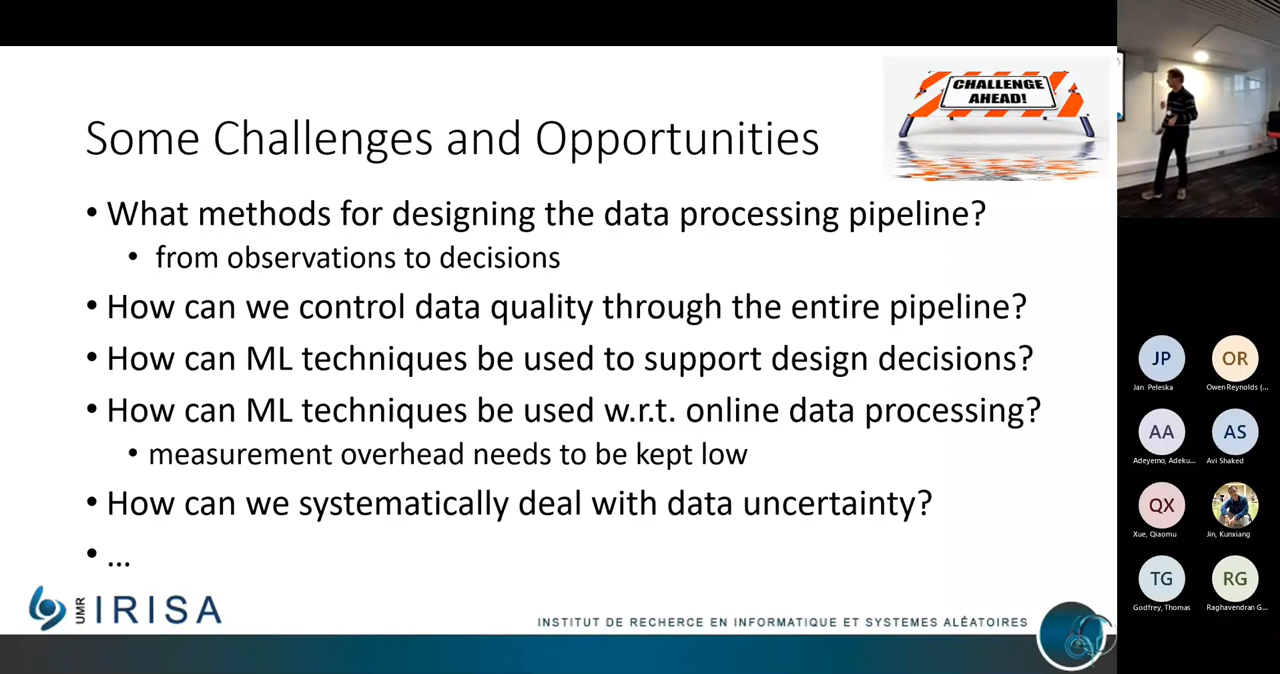 CHALLENGE
AHEAD!
Some Challenges and Opportunities
• What methods for designing the data processing pipeline?
• from observations to decisions
• How can we control data quality through the entire pipeline?
• How can ML techniques be used to support design decisions?
• How can ML techniques be used w.r.t. online data processing?
• measurement overhead needs to be kept low
• How can we systematically deal with data uncertainty?
• ...
UMR IRISA
INSTITUT DE RECHERCE EN INFORMATIQUE ET SYSTEMES ALÉATOIRES
JP
Jan Peleska
OR
Owen Reynolds (...
AA
Adeyemo, Adeku...
AS
Avi Shaked
QX
Xue, Qiaomu
Jin, Kunxiang
TG
Godfrey, Thomas
RG
Raghavendran G...